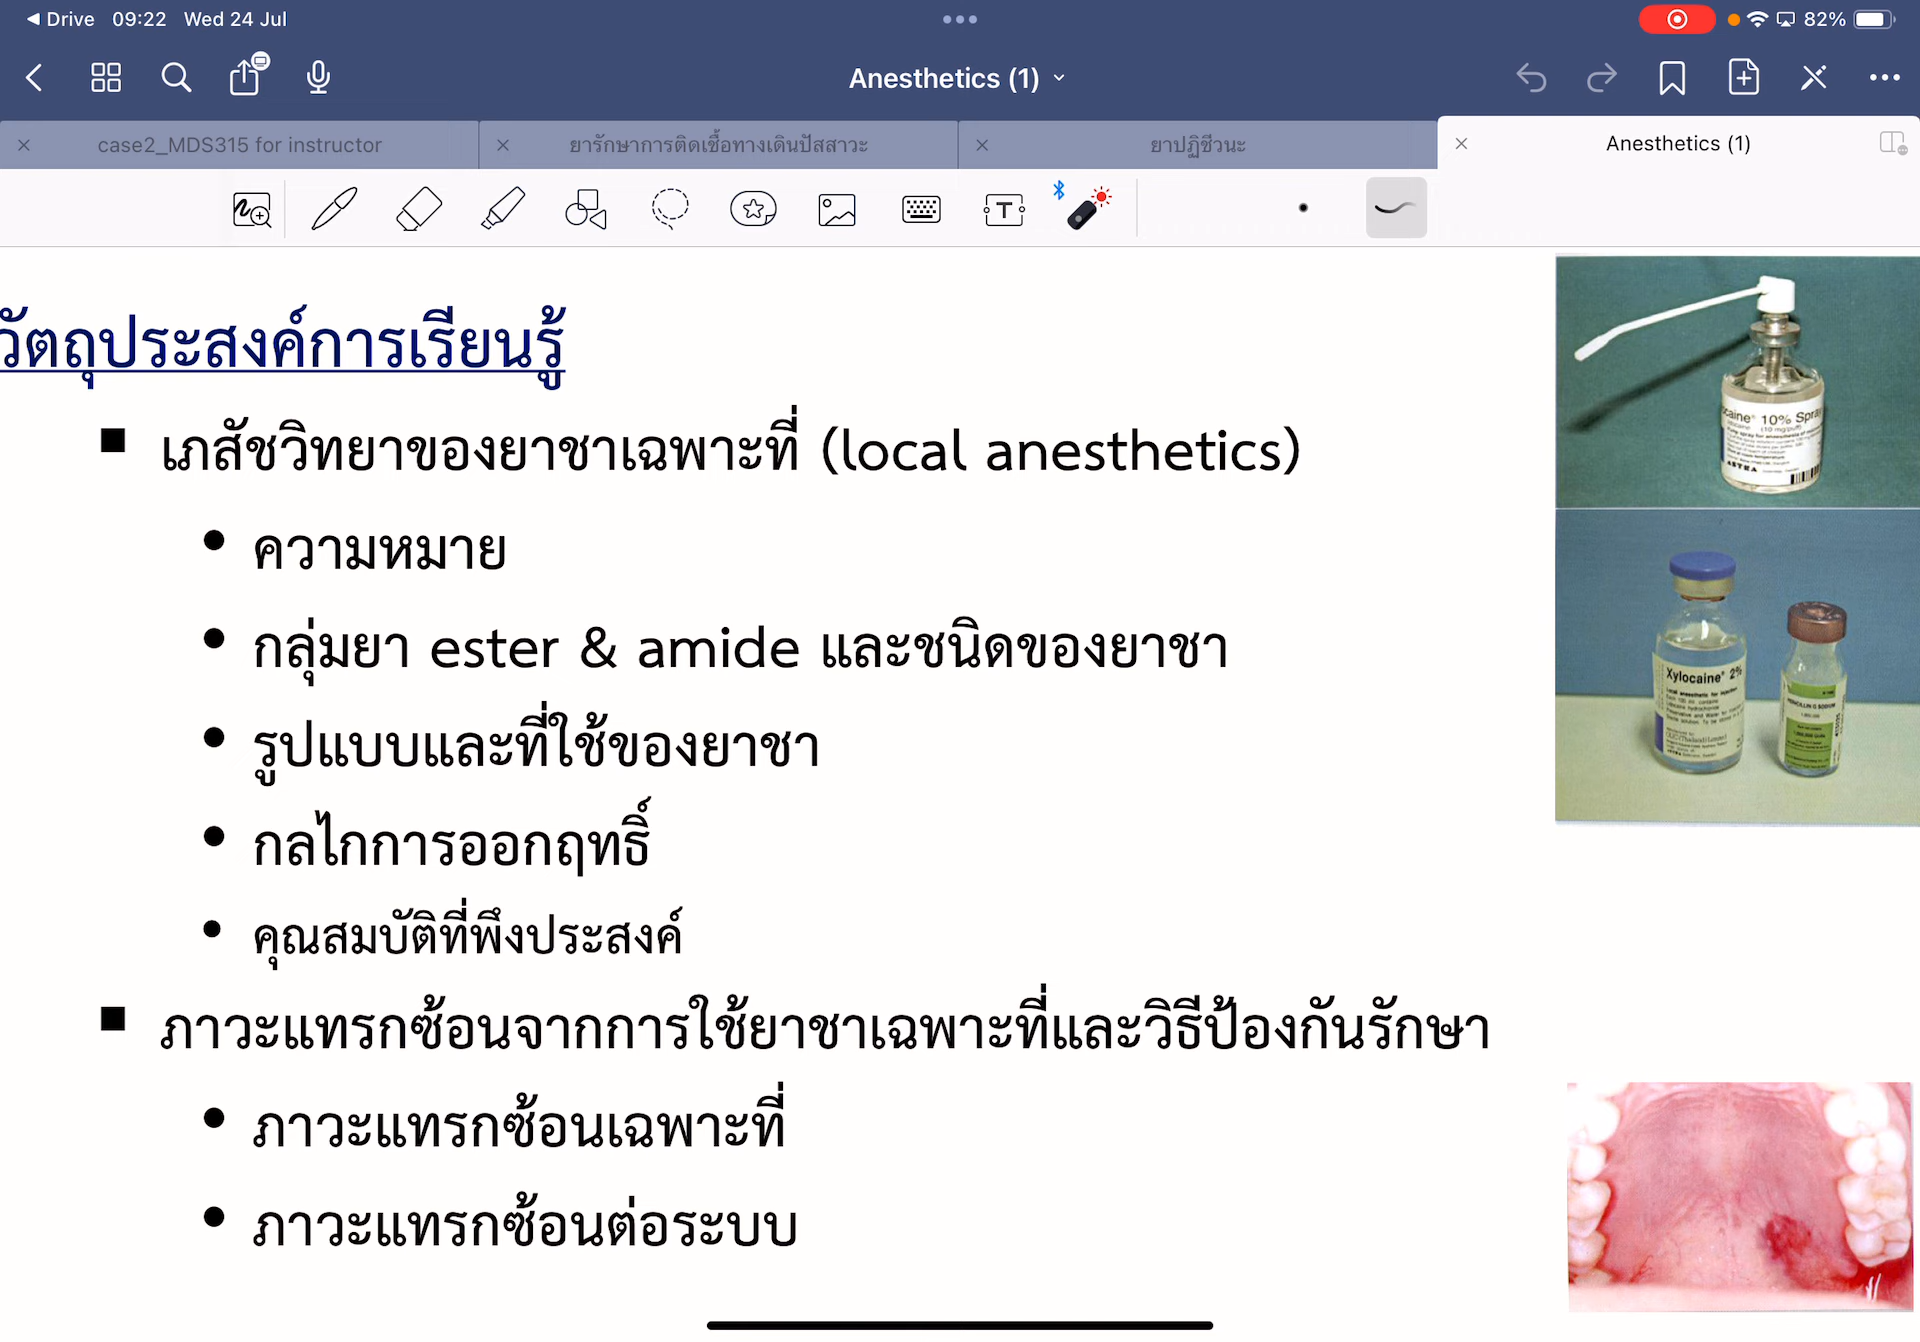 Drive 09:22 Wed 24 Jul
82%
Anesthetics (1)
case2_MDS315 for instructor
ยารักษาการติดเชื้อทางเดินปัสสาวะ
ยาปฏิชีวนะ
Anesthetics (1)
วัตถุประสงค์การเรียนรู้
เภสัชวิทยาของยาชาเฉพาะที่ (local anesthetics)
ความหมาย
กลุ่มยา ester & amide และชนิดของยาชา
รูปแบบและที่ใช้ของยาชา
กลไกการออกฤทธิ์
คุณสมบัติที่พึงประสงค์
ภาวะแทรกซ้อนจากการใช้ยาชาเฉพาะที่และวิธีป้องกันรักษา
ภาวะแทรกซ้อนเฉพาะที่
ภาวะแทรกซ้อนต่อระบบ
ocaine® 10% Spray
(10 mg/puff)
ASTRA
Xylocaine® 2%
PENICILLIN G SODIUM